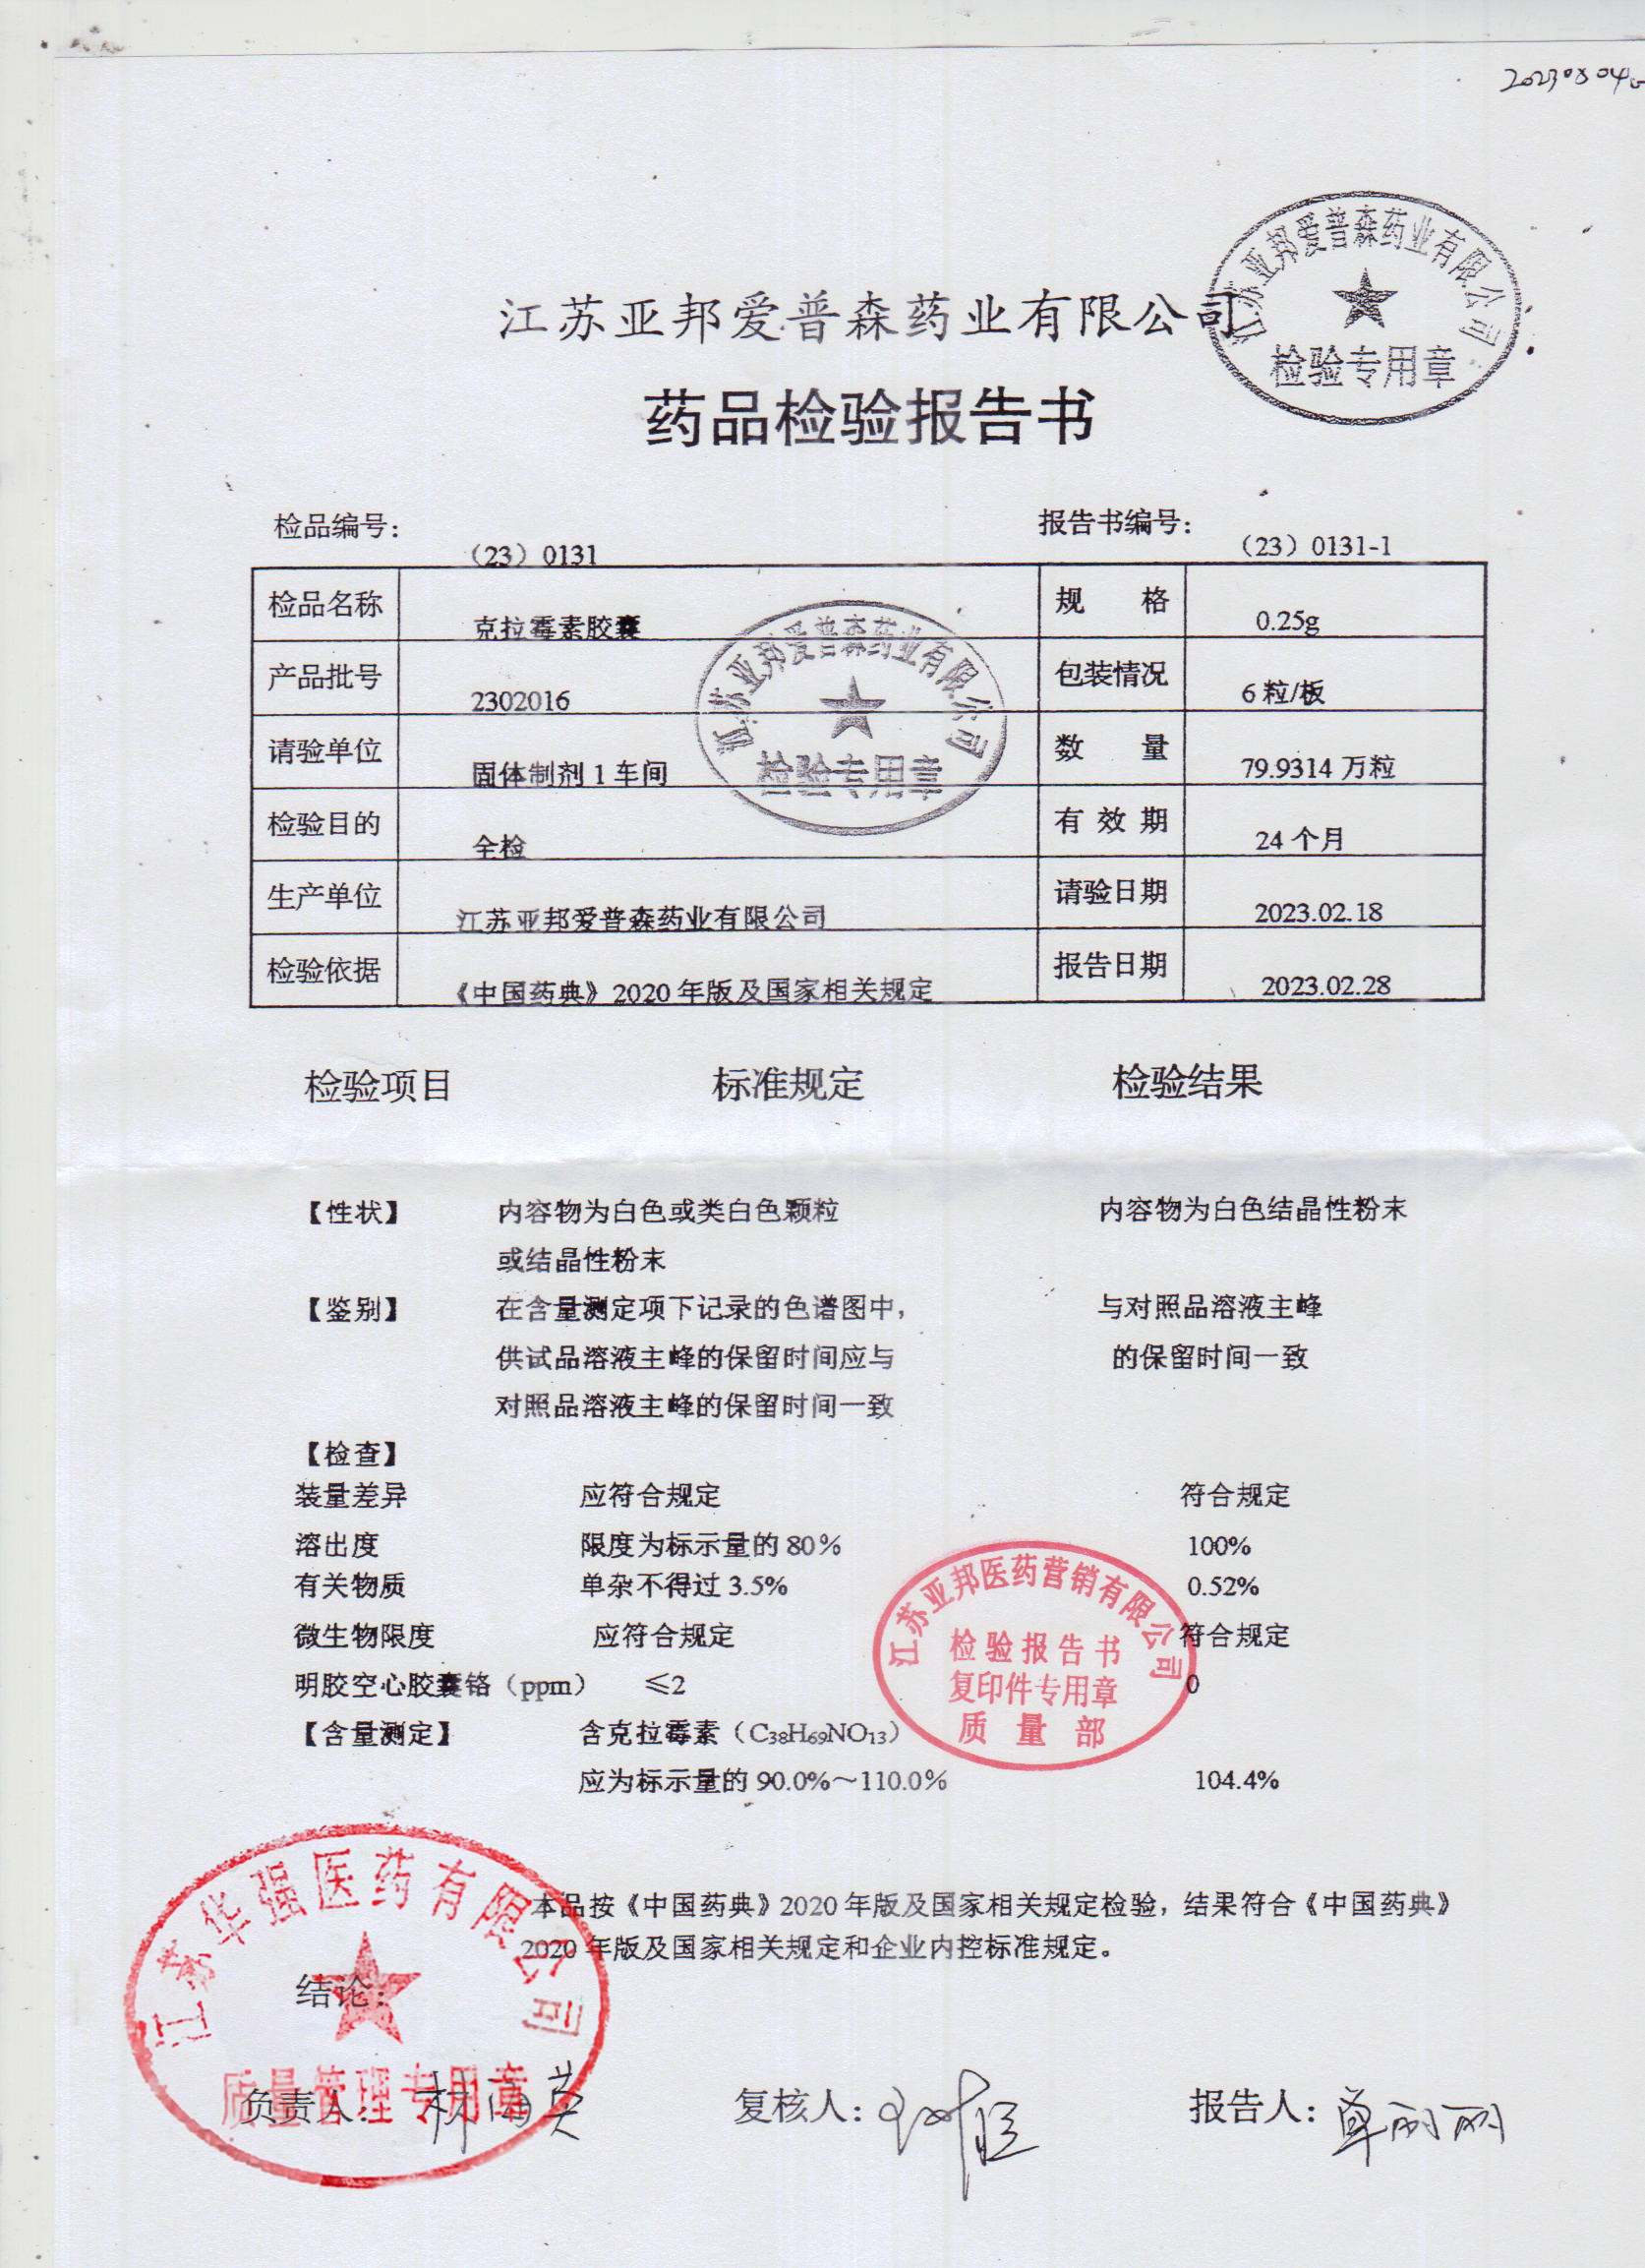 江苏亚邦爱普森药业有限公司
检验专用章
江苏亚邦爱普森药业有限公司
药品检验报告书
检品编号: (23)0131 报告书编号: (23)0131-1
检品名称 克拉霉素胶囊 规 格 0.25g
产品批号 2302016 包装情况 6粒/板
请验单位 固体制剂1车间 数 量 79.9314万粒
检验目的 全检 有效期 24个月
生产单位 江苏亚邦爱普森药业有限公司 请验日期 2023.02.18
检验依据 《中国药典》2020年版及国家相关规定 报告日期 2023.02.28
江苏亚邦爱普森药业有限公司
检验专用章
检验项目 标准规定 检验结果
【性状】 内容物为白色或类白色颗粒 内容物为白色结晶性粉末
或结晶性粉末
【鉴别】 在含量测定项下记录的色谱图中, 与对照品溶液主峰
供试品溶液主峰的保留时间应与 的保留时间一致
对照品溶液主峰的保留时间一致
【检查】
装量差异 应符合规定 符合规定
溶出度 限度为标示量的80% 100%
有关物质 单杂不得过3.5% 0.52%
微生物限度 应符合规定 符合规定
明胶空心胶囊铬(ppm) ≤2 0
【含量测定】 含克拉霉素(C38H69NO13)
应为标示量的90.0%~110.0% 104.4%
江苏亚邦医药营销有限公司
检验报告书
复印件专用章
质量部
本品按《中国药典》2020年版及国家相关规定检验,结果符合《中国药典》
2020年版及国家相关规定和企业内控标准规定。
结论:
江苏华强医药有限公司
质量管理专用章
负责人: 复核人: 报告人: 单丽丽